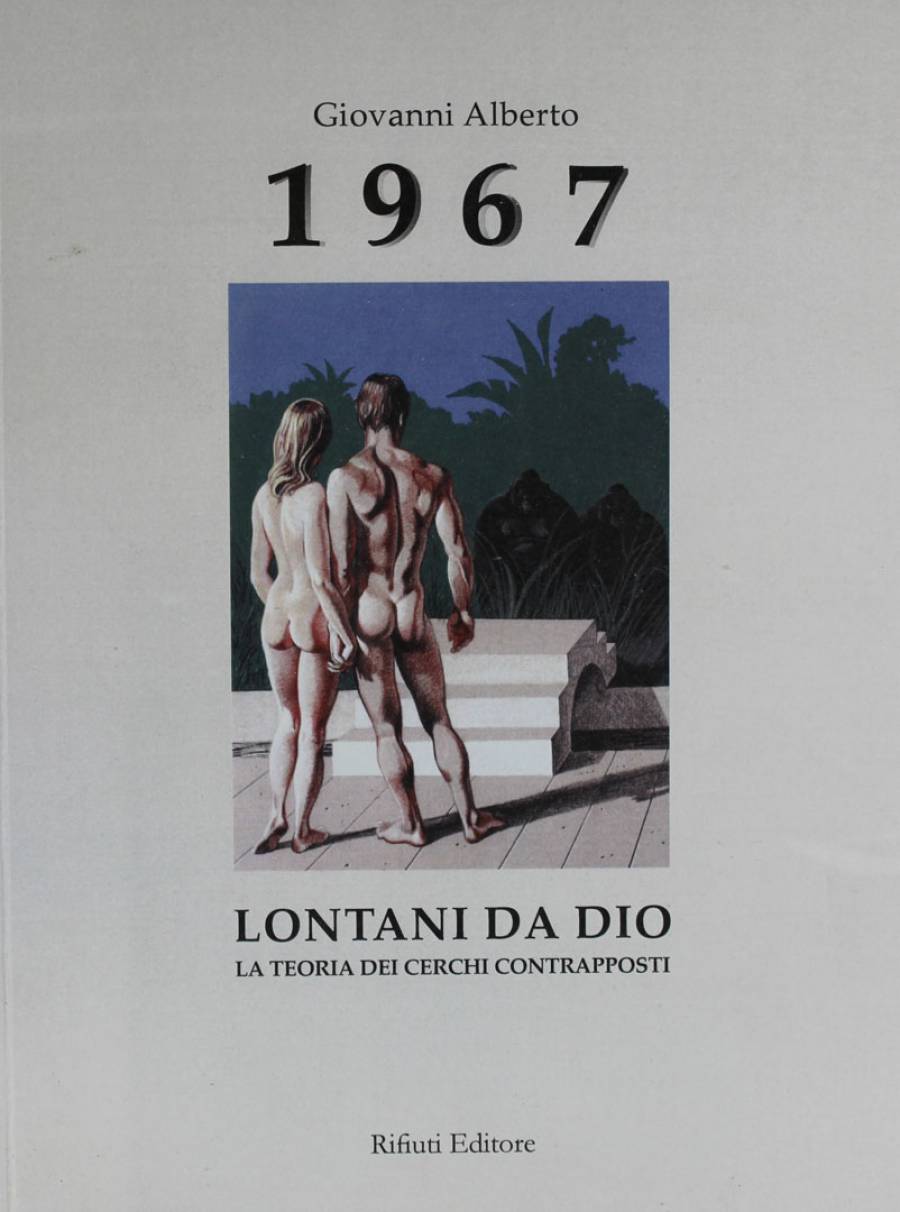 Giovanni Alberto
1967
LONTANI DA DIO
LA TEORIA DEI CERCHI CONTRAPPOSTI
Rifiuti Editore